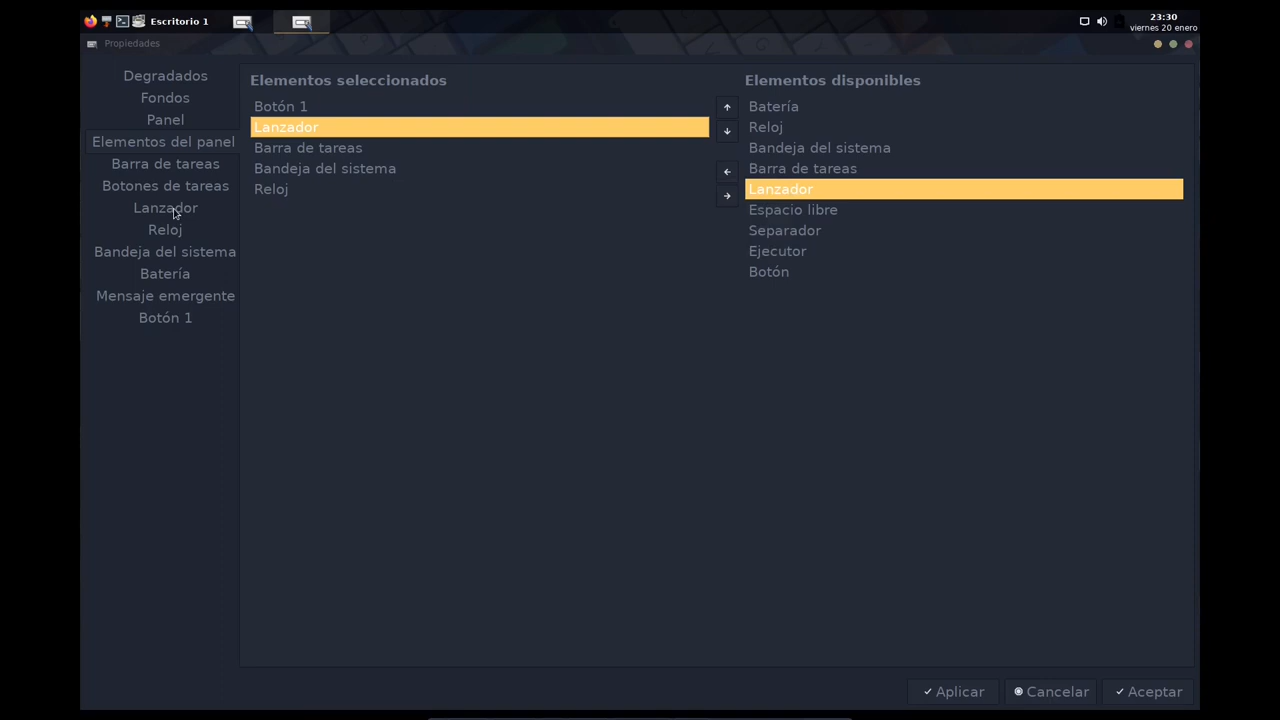 Escritorio 1
23:30
viernes 20 enero
Propiedades
Degradados
Fondos
Panel
Elementos del panel
Barra de tareas
Botones de tareas
Lanzador
Reloj
Bandeja del sistema
Batería
Mensaje emergente
Botón 1
Elementos seleccionados
Botón 1
Lanzador
Barra de tareas
Bandeja del sistema
Reloj
Elementos disponibles
Batería
Reloj
Bandeja del sistema
Barra de tareas
Lanzador
Espacio libre
Separador
Ejecutor
Botón
Aplicar
Cancelar
Aceptar